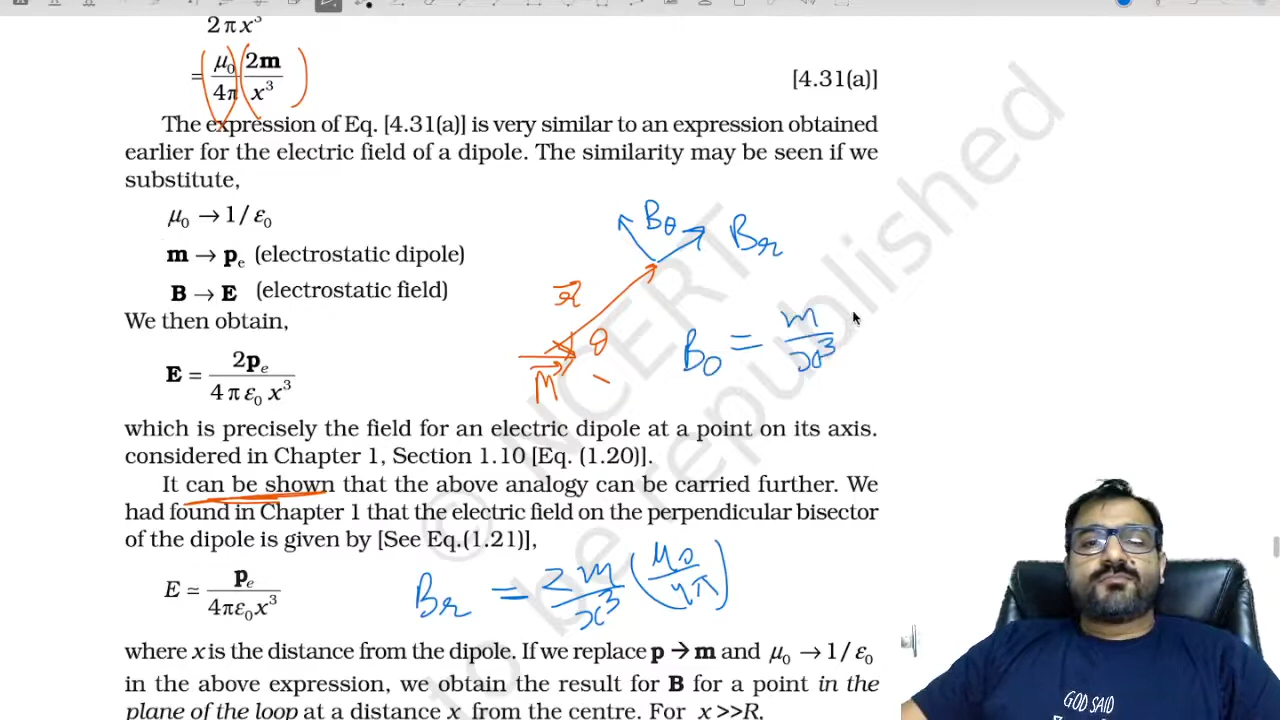 2πx³
= μ₀/4π 2m/x³ [4.31(a)]
The expression of Eq. [4.31(a)] is very similar to an expression obtained
earlier for the electric field of a dipole. The similarity may be seen if we
substitute,
μ₀ → 1/ε₀
m → pₑ (electrostatic dipole)
B → E (electrostatic field)
We then obtain,
E = 2pₑ/4πε₀x³
Bθ
Br
r
θ
M
Bθ = m/x³
which is precisely the field for an electric dipole at a point on its axis.
considered in Chapter 1, Section 1.10 [Eq. (1.20)].
It can be shown that the above analogy can be carried further. We
had found in Chapter 1 that the electric field on the perpendicular bisector
of the dipole is given by [See Eq.(1.21)],
E ≃ pₑ/4πε₀x³
Br = 2m/x³ (μ₀/4π)
where x is the distance from the dipole. If we replace p → m and μ₀ → 1/ε₀
in the above expression, we obtain the result for B for a point in the
plane of the loop at a distance x from the centre. For x >>R,
© NCERT
to be republished
GOD SAID